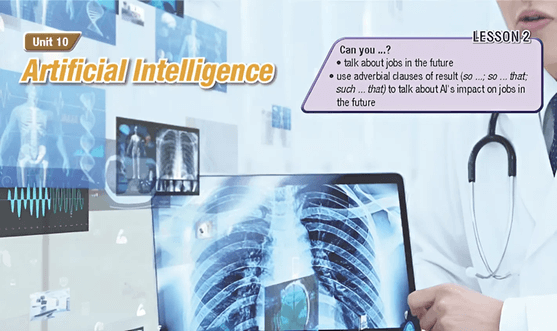 Unit 10
Artificial Intelligence
LESSON 2
Can you ...?
• talk about jobs in the future
• use adverbial clauses of result (so ...; so ... that;
such ... that) to talk about AI's impact on jobs in
the future